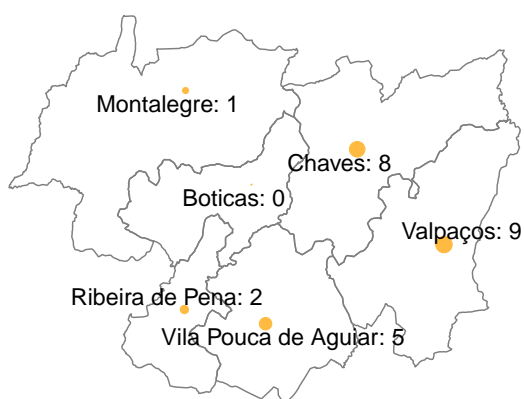 Montalegre: 1
Chaves: 8
Boticas: 0
Valpaços: 9
Ribeira de Pena: 2
Vila Pouca de Aguiar: 5